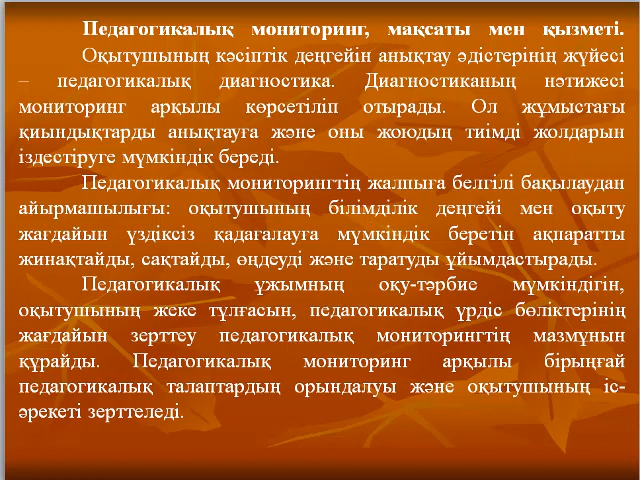 Педагогикалық мониторинг, мақсаты мен қызметі.
Оқытушының кәсіптік деңгейін анықтау әдістерінің жүйесі
– педагогикалық диагностика. Диагностиканың нәтижесі
мониторинг арқылы көрсетіліп отырады. Ол жұмыстағы
қиындықтарды анықтауға және оны жоюдың тиімді жолдарын
іздестіруге мүмкіндік береді.
Педагогикалық мониторингтің жалпыға белгілі бақылаудан
айырмашылығы: оқытушының білімділік деңгейі мен оқыту
жағдайын үздіксіз қадағалауға мүмкіндік беретін ақпаратты
жинақтайды, сақтайды, өңдеуді және таратуды ұйымдастырады.
Педагогикалық ұжымның оқу-тәрбие мүмкіндігін,
оқытушының жеке тұлғасын, педагогикалық үрдіс бөліктерінің
жағдайын зерттеу педагогикалық мониторингтің мазмұнын
құрайды. Педагогикалық мониторинг арқылы бірыңғай
педагогикалық талаптардың орындалуы және оқытушының іс-
әрекеті зерттеледі.